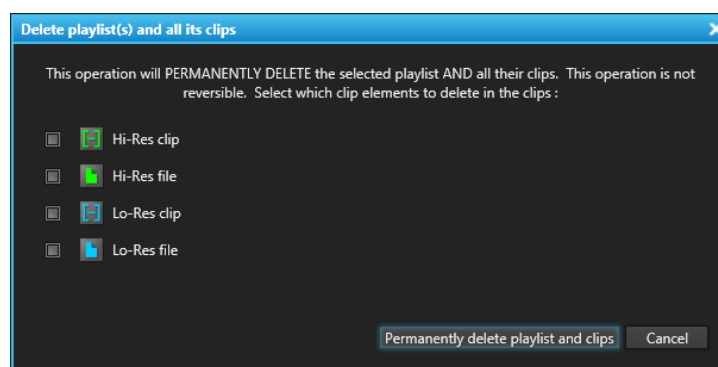 Delete playlist(s) and all its clips
This operation will PERMANENTLY DELETE the selected playlist AND all their clips. This operation is not
reversible. Select which clip elements to delete in the clips :
Hi-Res clip
Hi-Res file
Lo-Res clip
Lo-Res file
Permanently delete playlist and clips Cancel